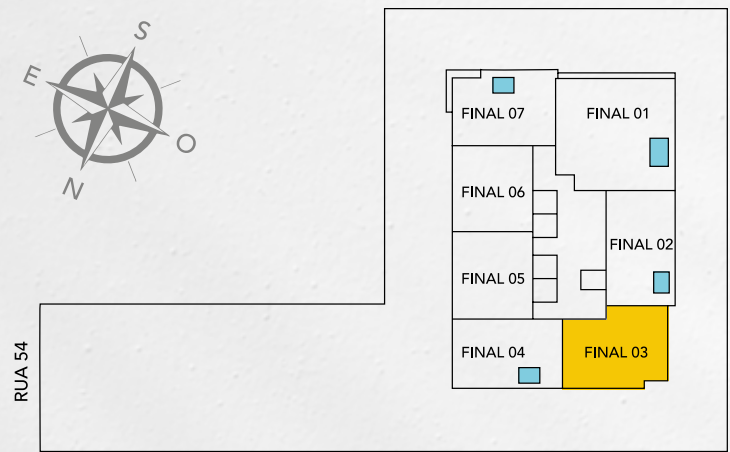 S
E
O
N
FINAL 07
FINAL 01
FINAL 06
FINAL 02
FINAL 05
FINAL 04
FINAL 03
RUA 54